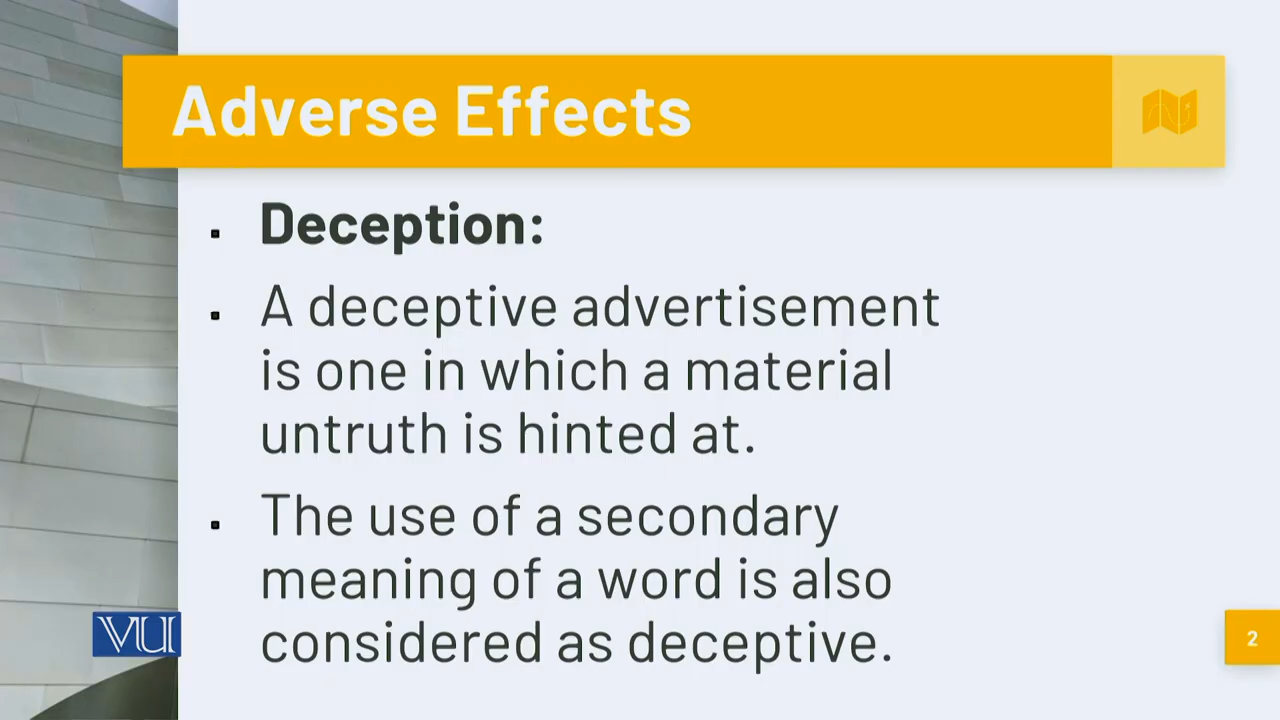 Adverse Effects
Deception:
A deceptive advertisement
is one in which a material
untruth is hinted at.
The use of a secondary
meaning of a word is also
considered as deceptive.
VU
2